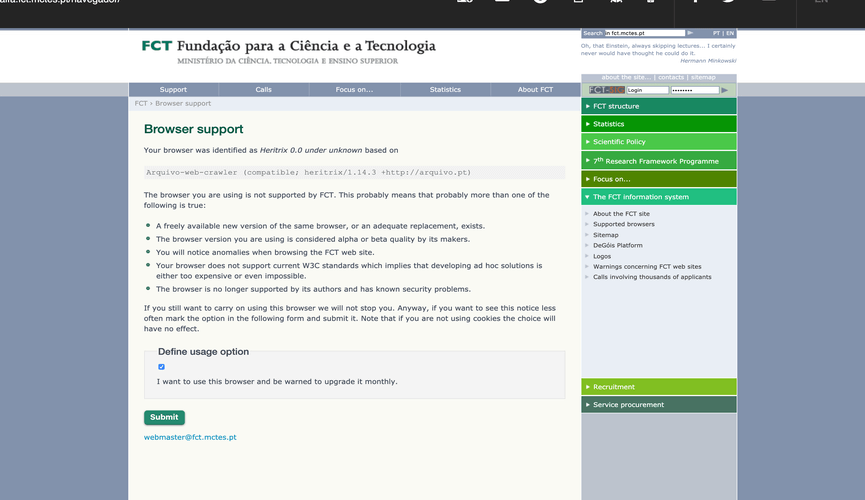 EN
Search in fct.mctes.pt PT | EN
FCT Fundação para a Ciência e a Tecnologia
MINISTÉRIO DA CIÊNCIA, TECNOLOGIA E ENSINO SUPERIOR
Oh, that Einstein, always skipping lectures... I certainly
never would have thought he could do it.
Hermann Minkowski
about the site... | contacts | sitemap
Support Calls Focus on... Statistics About FCT
Login ••••••••
FCT › Browser support
Browser support
Your browser was identified as Heritrix 0.0 under unknown based on
Arquivo-web-crawler (compatible; heritrix/1.14.3 +http://arquivo.pt)
The browser you are using is not supported by FCT. This probably means that probably more than one of the
following is true:
A freely available new version of the same browser, or an adequate replacement, exists.
The browser version you are using is considered alpha or beta quality by its makers.
You will notice anomalies when browsing the FCT web site.
Your browser does not support current W3C standards which implies that developing ad hoc solutions is
either too expensive or even impossible.
The browser is no longer supported by its authors and has known security problems.
If you still want to carry on using this browser we will not stop you. Anyway, if you want to see this notice less
often mark the option in the following form and submit it. Note that if you are not using cookies the choice will
have no effect.
Define usage option
I want to use this browser and be warned to upgrade it monthly.
Submit
webmaster@fct.mctes.pt
FCT structure
Statistics
Scientific Policy
7th Research Framework Programme
Focus on...
The FCT information system
About the FCT site
Supported browsers
Sitemap
DeGóis Platform
Logos
Warnings concerning FCT web sites
Calls involving thousands of applicants
Recruitment
Service procurement